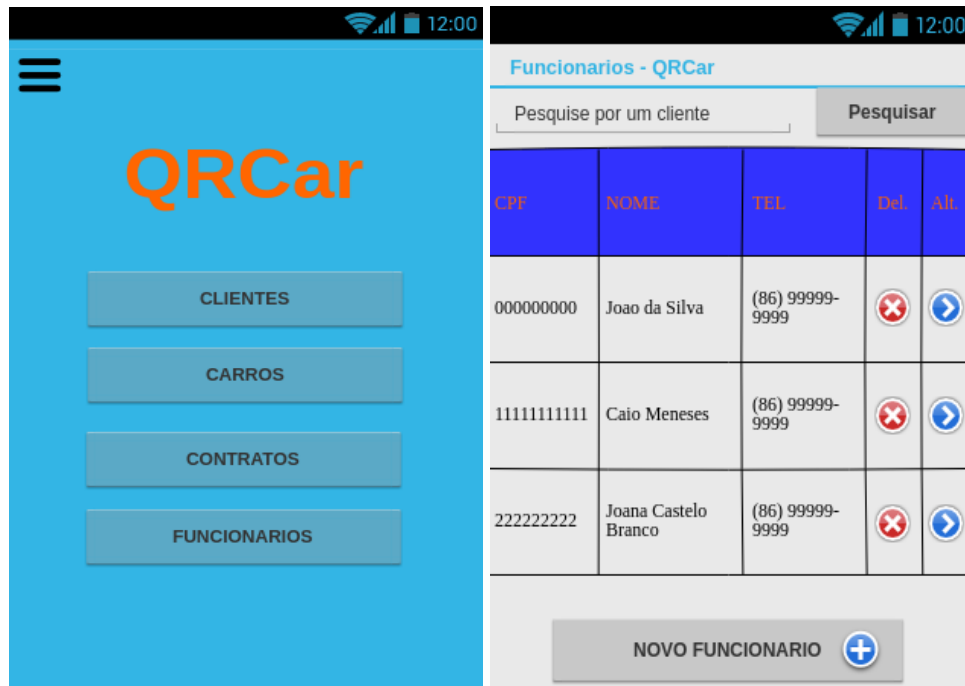 12:00
QRCar
CLIENTES
CARROS
CONTRATOS
FUNCIONARIOS
12:00
Funcionarios - QRCar
Pesquise por um cliente Pesquisar
CPF NOME TEL Del. Alt.
000000000 Joao da Silva (86) 99999-
9999
11111111111 Caio Meneses (86) 99999-
9999
222222222 Joana Castelo (86) 99999-
Branco 9999
NOVO FUNCIONARIO